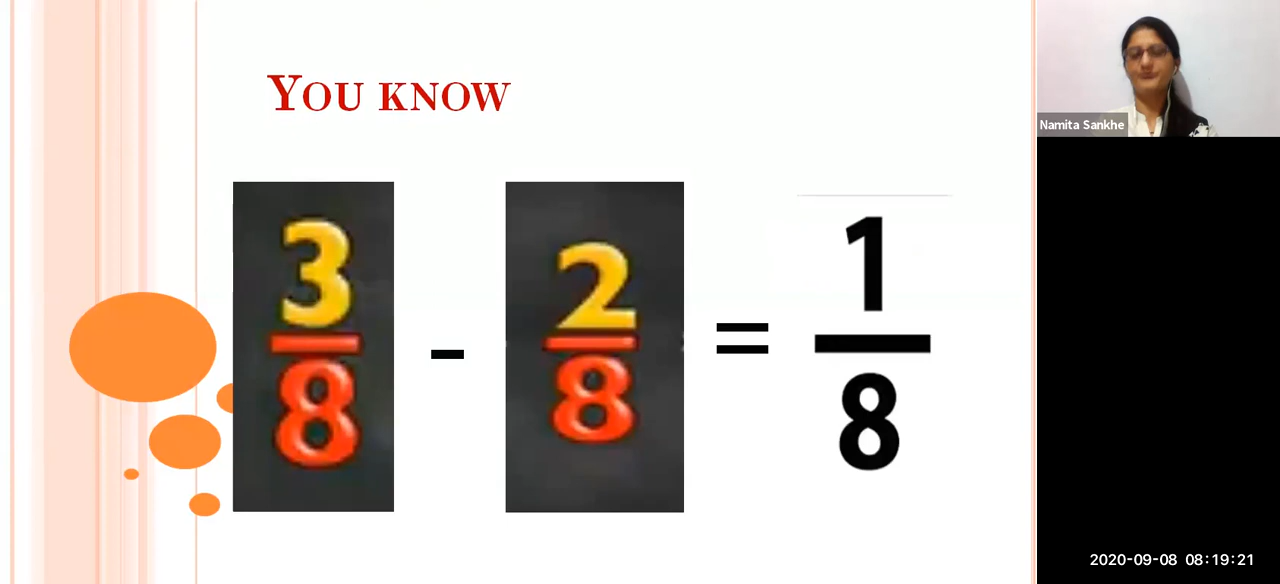 You know
3/8 - 2/8 = 1/8
Namita Sankhe
2020-09-08 08:19:21